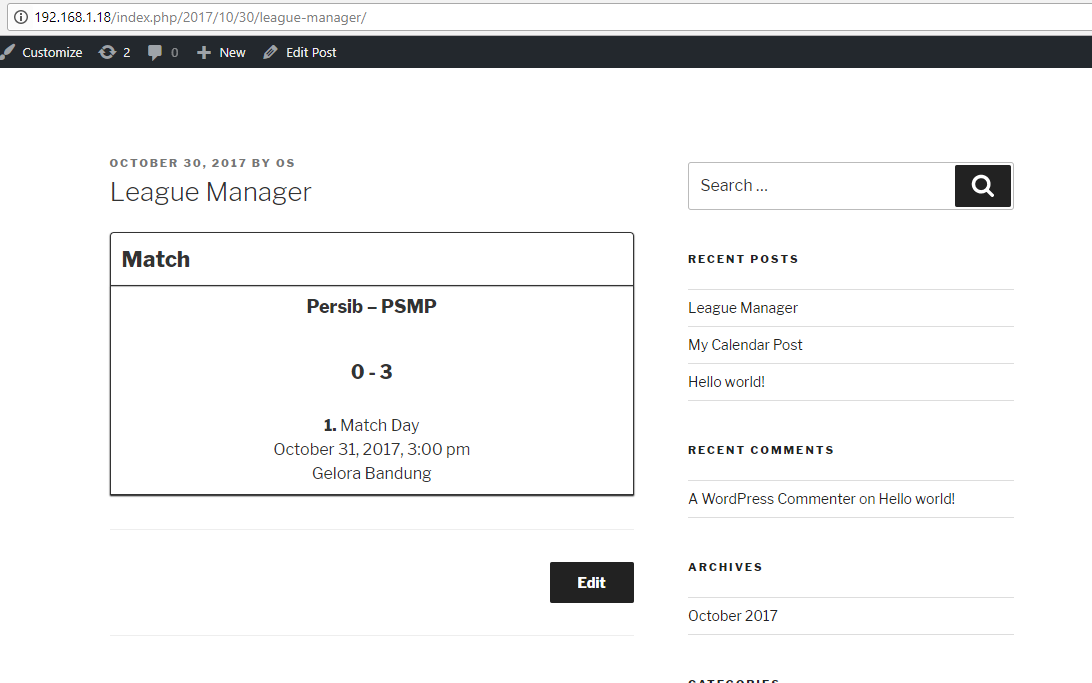 192.168.1.18/index.php/2017/10/30/league-manager/
Customize 2 0 New Edit Post
OCTOBER 30, 2017 BY OS
League Manager
Match
Persib – PSMP
0 - 3
1. Match Day
October 31, 2017, 3:00 pm
Gelora Bandung
Edit
Search …
RECENT POSTS
League Manager
My Calendar Post
Hello world!
RECENT COMMENTS
A WordPress Commenter on Hello world!
ARCHIVES
October 2017
CATEGORIES